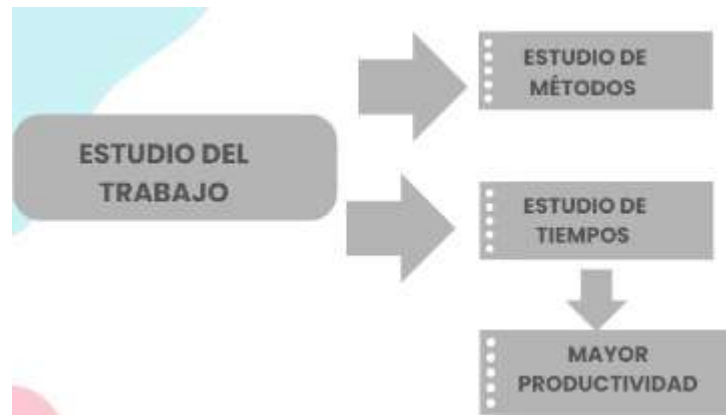 ESTUDIO DEL
TRABAJO
ESTUDIO DE
MÉTODOS
ESTUDIO DE
TIEMPOS
MAYOR
PRODUCTIVIDAD